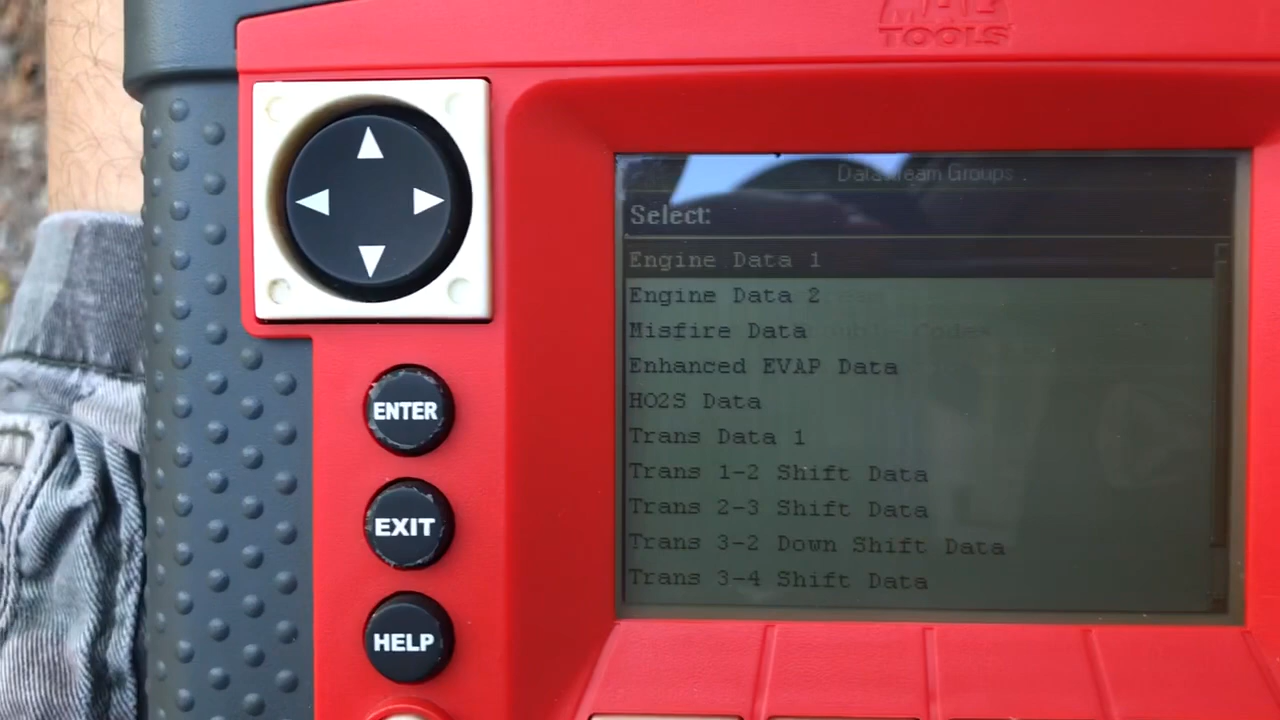 MAC
TOOLS
Datastream Groups
Select:
Engine Data 1
Engine Data 2
Misfire Data
Enhanced EVAP Data
HO2S Data
Trans Data 1
Trans 1-2 Shift Data
Trans 2-3 Shift Data
Trans 3-2 Down Shift Data
Trans 3-4 Shift Data
ENTER
EXIT
HELP